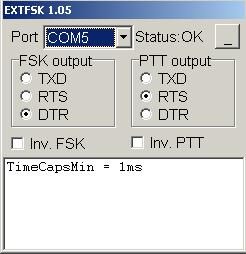 EXTFSK 1.05
Port COM5 Status:OK _
FSK output PTT output
TXD TXD
RTS RTS
DTR DTR
Inv. FSK Inv. PTT
TimeCapsMin = 1ms